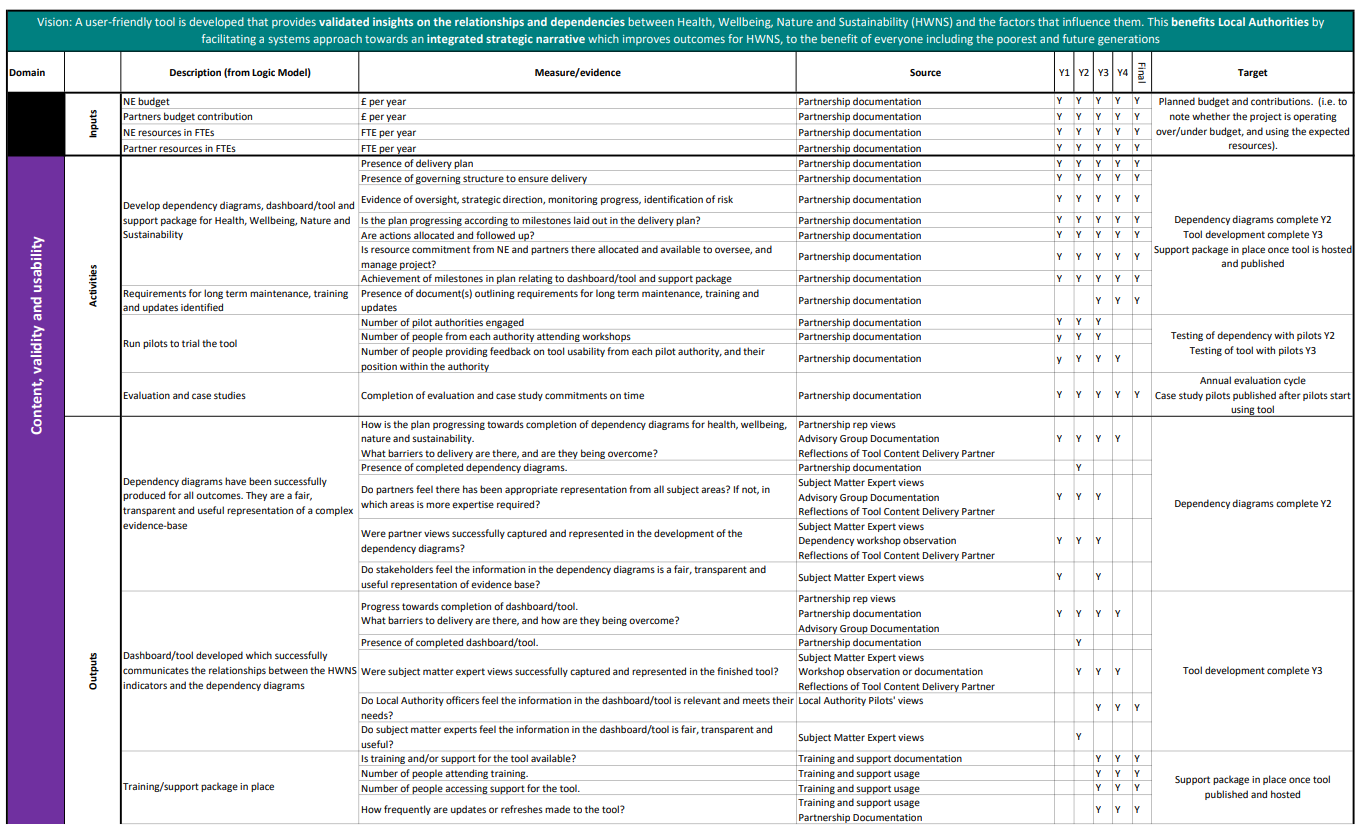 Vision: A user-friendly tool is developed that provides validated insights on the relationships and dependencies between Health, Wellbeing, Nature and Sustainability (HWNS) and the factors that influence them. This benefits Local Authorities by
facilitating a systems approach towards an integrated strategic narrative which improves outcomes for HWNS, to the benefit of everyone including the poorest and future generations
Domain Description (from Logic Model) Measure/evidence Source Y1 Y2 Y3 Y4 Final Target
Content, validity and usability
Inputs
NE budget £ per year Partnership documentation Y Y Y Y Y
Partners budget contribution £ per year Partnership documentation Y Y Y Y Y
NE resources in FTEs FTE per year Partnership documentation Y Y Y Y Y
Partner resources in FTEs FTE per year Partnership documentation Y Y Y Y Y
Planned budget and contributions. (i.e. to
note whether the project is operating
over/under budget, and using the expected
resources).
Activities
Develop dependency diagrams, dashboard/tool and
support package for Health, Wellbeing, Nature and
Sustainability
Presence of delivery plan Partnership documentation Y Y Y Y Y
Presence of governing structure to ensure delivery Partnership documentation Y Y Y Y Y
Evidence of oversight, strategic direction, monitoring progress, identification of risk Partnership documentation Y Y Y Y Y
Is the plan progressing according to milestones laid out in the delivery plan? Partnership documentation Y Y Y Y Y
Are actions allocated and followed up? Partnership documentation Y Y Y Y Y
Is resource commitment from NE and partners there allocated and available to oversee, and
manage project?
Partnership documentation Y Y Y Y Y
Achievement of milestones in plan relating to dashboard/tool and support package Partnership documentation Y Y Y Y Y
Dependency diagrams complete Y2
Tool development complete Y3
Support package in place once tool is hosted
and published
Requirements for long term maintenance, training
and updates identified
Presence of document(s) outlining requirements for long term maintenance, training and
updates
Partnership documentation Y Y Y
Run pilots to trial the tool
Number of pilot authorities engaged Partnership documentation Y Y Y
Number of people from each authority attending workshops Partnership documentation y Y Y
Number of people providing feedback on tool usability from each pilot authority, and their
position within the authority
Partnership documentation y Y Y Y
Testing of dependency with pilots Y2
Testing of tool with pilots Y3
Evaluation and case studies Completion of evaluation and case study commitments on time Partnership documentation Y Y Y Y Y
Annual evaluation cycle
Case study pilots published after pilots start
using tool
Outputs
Dependency diagrams have been successfully
produced for all outcomes. They are a fair,
transparent and useful representation of a complex
evidence-base
How is the plan progressing towards completion of dependency diagrams for health, wellbeing,
nature and sustainability.
What barriers to delivery are there, and are they being overcome?
Partnership rep views
Advisory Group Documentation
Reflections of Tool Content Delivery Partner
Y Y Y Y
Presence of completed dependency diagrams. Partnership documentation Y
Do partners feel there has been appropriate representation from all subject areas? If not, in
which areas is more expertise required?
Subject Matter Expert views
Advisory Group Documentation
Reflections of Tool Content Delivery Partner
Y Y Y
Were partner views successfully captured and represented in the development of the
dependency diagrams?
Subject Matter Expert views
Dependency workshop observation
Reflections of Tool Content Delivery Partner
Y Y Y
Do stakeholders feel the information in the dependency diagrams is a fair, transparent and
useful representation of evidence base?
Subject Matter Expert views Y Y
Dependency diagrams complete Y2
Dashboard/tool developed which successfully
communicates the relationships between the HWNS
indicators and the dependency diagrams
Progress towards completion of dashboard/tool.
What barriers to delivery are there, and how are they being overcome?
Partnership rep views
Partnership documentation
Advisory Group Documentation
Y Y Y Y
Presence of completed dashboard/tool. Partnership documentation Y
Were subject matter expert views successfully captured and represented in the finished tool?
Subject Matter Expert views
Workshop observation or documentation
Reflections of Tool Content Delivery Partner
Y Y Y
Do Local Authority officers feel the information in the dashboard/tool is relevant and meets their
needs?
Local Authority Pilots' views Y Y Y
Do subject matter experts feel the information in the dashboard/tool is fair, transparent and
useful?
Subject Matter Expert views Y
Tool development complete Y3
Training/support package in place
Is training and/or support for the tool available? Training and support documentation Y Y Y
Number of people attending training. Training and support usage Y Y Y
Number of people accessing support for the tool. Training and support usage Y Y Y
How frequently are updates or refreshes made to the tool?
Training and support usage
Partnership Documentation
Y Y Y
Support package in place once tool
published and hosted